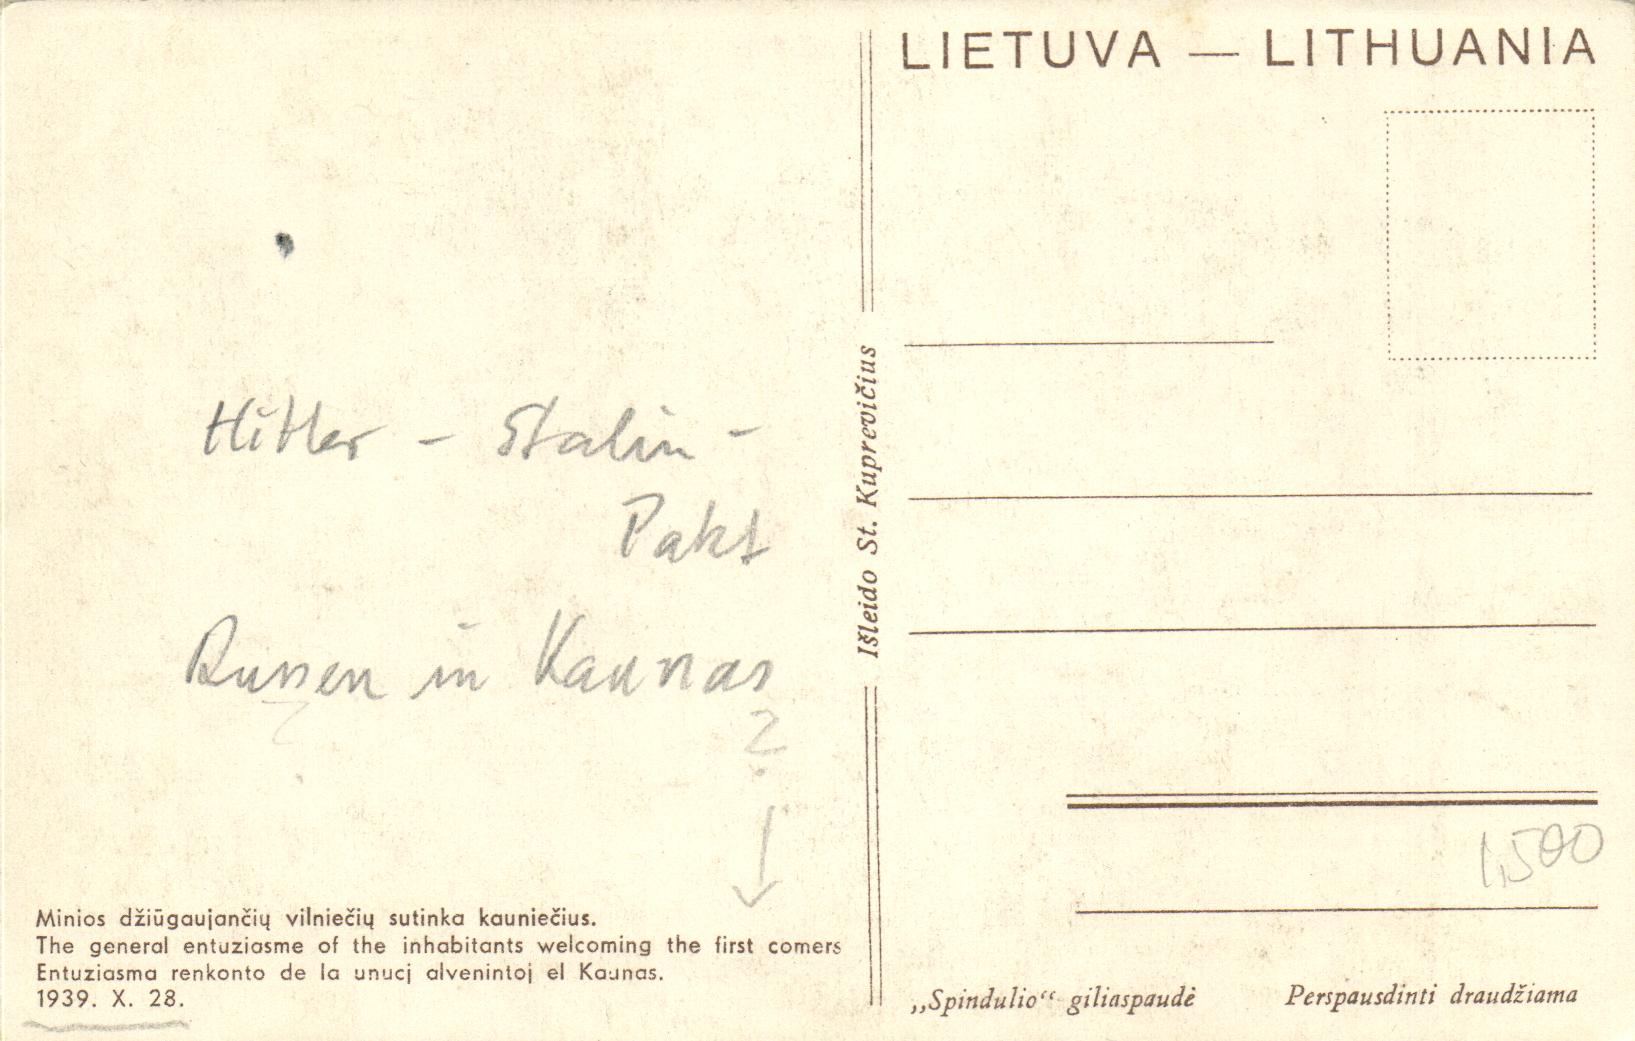 LIETUVA — LITHUANIA
Hitler - Stalin -
Pakt
Russen in Kaunas
? ?
Išleido St. Kuprevičius
1,500
Minios džiūgaujančių vilniečių sutinka kauniečius.
The general entuziasme of the inhabitants welcoming the first comers
Entuziasma renkonto de la unucj alvenintoj el Kaunas.
1939. X. 28.
„Spindulio“ giliaspaudė
Perspausdinti draudžiama